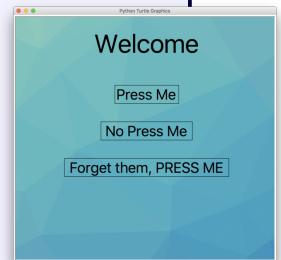 Python Turtle Graphics
Welcome
Press Me
No Press Me
Forget them, PRESS ME